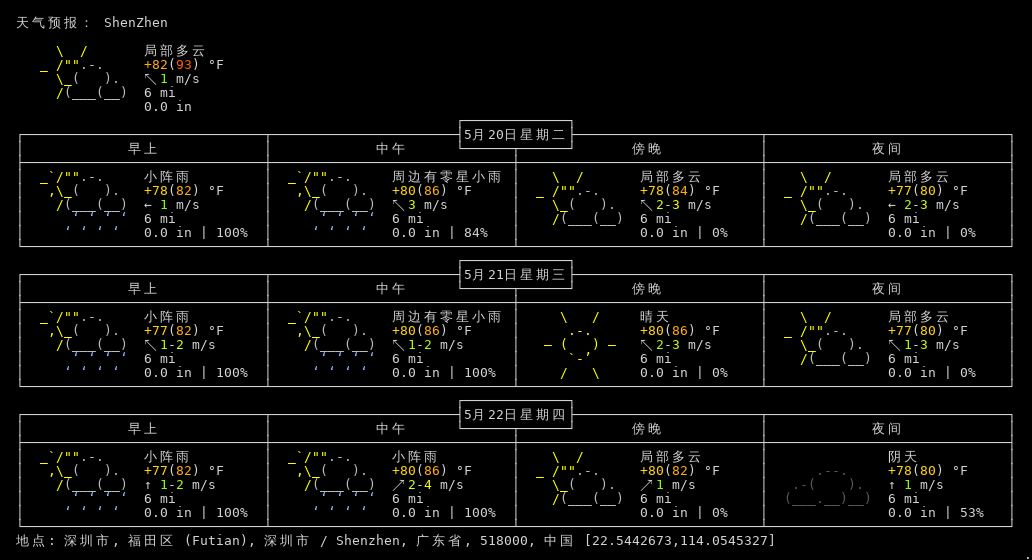 天气预报： ShenZhen
局部多云
+82(93) °F
↖ 1 m/s
6 mi
0.0 in
5月20日星期二
早上 中午 傍晚 夜间
小阵雨 周边有零星小雨 局部多云 局部多云
+78(82) °F +80(86) °F +78(84) °F +77(80) °F
← 1 m/s ↖ 3 m/s ↖ 2-3 m/s ← 2-3 m/s
6 mi 6 mi 6 mi 6 mi
0.0 in | 100% 0.0 in | 84% 0.0 in | 0% 0.0 in | 0%
5月21日星期三
早上 中午 傍晚 夜间
小阵雨 周边有零星小雨 晴天 局部多云
+77(82) °F +80(86) °F +80(86) °F +77(80) °F
↖ 1-2 m/s ↖ 1-2 m/s ↖ 2-3 m/s ↖ 1-3 m/s
6 mi 6 mi 6 mi 6 mi
0.0 in | 100% 0.0 in | 100% 0.0 in | 0% 0.0 in | 0%
5月22日星期四
早上 中午 傍晚 夜间
小阵雨 小阵雨 局部多云 阴天
+77(82) °F +80(86) °F +80(82) °F +78(80) °F
↑ 1-2 m/s ↗ 2-4 m/s ↗ 1 m/s ↑ 1 m/s
6 mi 6 mi 6 mi 6 mi
0.0 in | 100% 0.0 in | 100% 0.0 in | 0% 0.0 in | 53%
地点: 深圳市, 福田区 (Futian), 深圳市 / Shenzhen, 广东省, 518000, 中国 [22.5442673,114.0545327]